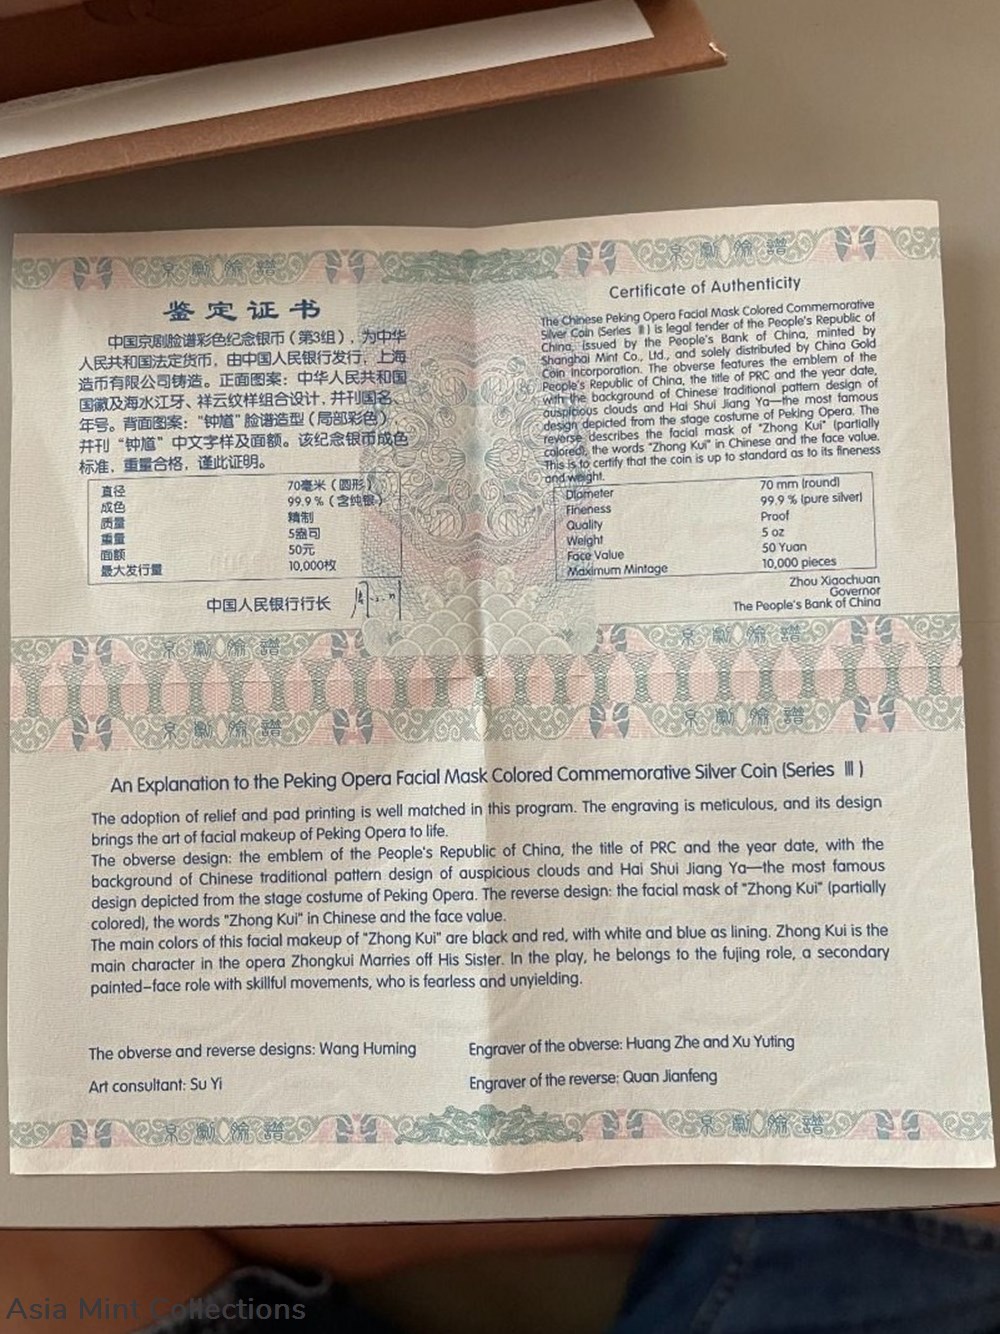 京劇臉譜
京劇臉譜
鉴定证书
中国京剧脸谱彩色纪念银币（第3组），为中华
人民共和国法定货币，由中国人民银行发行，上海
造币有限公司铸造。正面图案：中华人民共和国
国徽及海水江牙、祥云纹样组合设计，并刊国名、
年号。背面图案：“钟馗”脸谱造型（局部彩色），
并刊“钟馗”中文字样及面额。该纪念银币成色
标准，重量合格，谨此证明。
直径 70毫米（圆形）
成色 99.9％（含纯银）
质量 精制
重量 5盎司
面额 50元
最大发行量 10,000枚
中国人民银行行长
Certificate of Authenticity
The Chinese Peking Opera Facial Mask Colored Commemorative
Silver Coin (Series Ⅲ) is legal tender of the People's Republic of
China, issued by the People's Bank of China, minted by
Shanghai Mint Co., Ltd., and solely distributed by China Gold
Coin Incorporation. The obverse features the emblem of the
People's Republic of China, the title of PRC and the year date,
with the background of Chinese traditional pattern design of
auspicious clouds and Hai Shui Jiang Ya—the most famous
design depicted from the stage costume of Peking Opera. The
reverse describes the facial mask of "Zhong Kui" (partially
colored), the words "Zhong Kui" in Chinese and the face value.
This is to certify that the coin is up to standard as to its fineness
and weight.
Diameter 70 mm (round)
Fineness 99.9 % (pure silver)
Quality Proof
Weight 5 oz
Face Value 50 Yuan
Maximum Mintage 10,000 pieces
Zhou Xiaochuan
Governor
The People's Bank of China
京劇臉譜
京劇臉譜
京劇臉譜
京劇臉譜
An Explanation to the Peking Opera Facial Mask Colored Commemorative Silver Coin (Series Ⅲ)
The adoption of relief and pad printing is well matched in this program. The engraving is meticulous, and its design
brings the art of facial makeup of Peking Opera to life.
The obverse design: the emblem of the People's Republic of China, the title of PRC and the year date, with the
background of Chinese traditional pattern design of auspicious clouds and Hai Shui Jiang Ya—the most famous
design depicted from the stage costume of Peking Opera. The reverse design: the facial mask of "Zhong Kui" (partially
colored), the words "Zhong Kui" in Chinese and the face value.
The main colors of this facial makeup of "Zhong Kui" are black and red, with white and blue as lining. Zhong Kui is the
main character in the opera Zhongkui Marries off His Sister. In the play, he belongs to the fujing role, a secondary
painted-face role with skillful movements, who is fearless and unyielding.
The obverse and reverse designs: Wang Huming
Engraver of the obverse: Huang Zhe and Xu Yuting
Art consultant: Su Yi
Engraver of the reverse: Quan Jianfeng
京劇臉譜
京劇臉譜
Asia Mint Collections